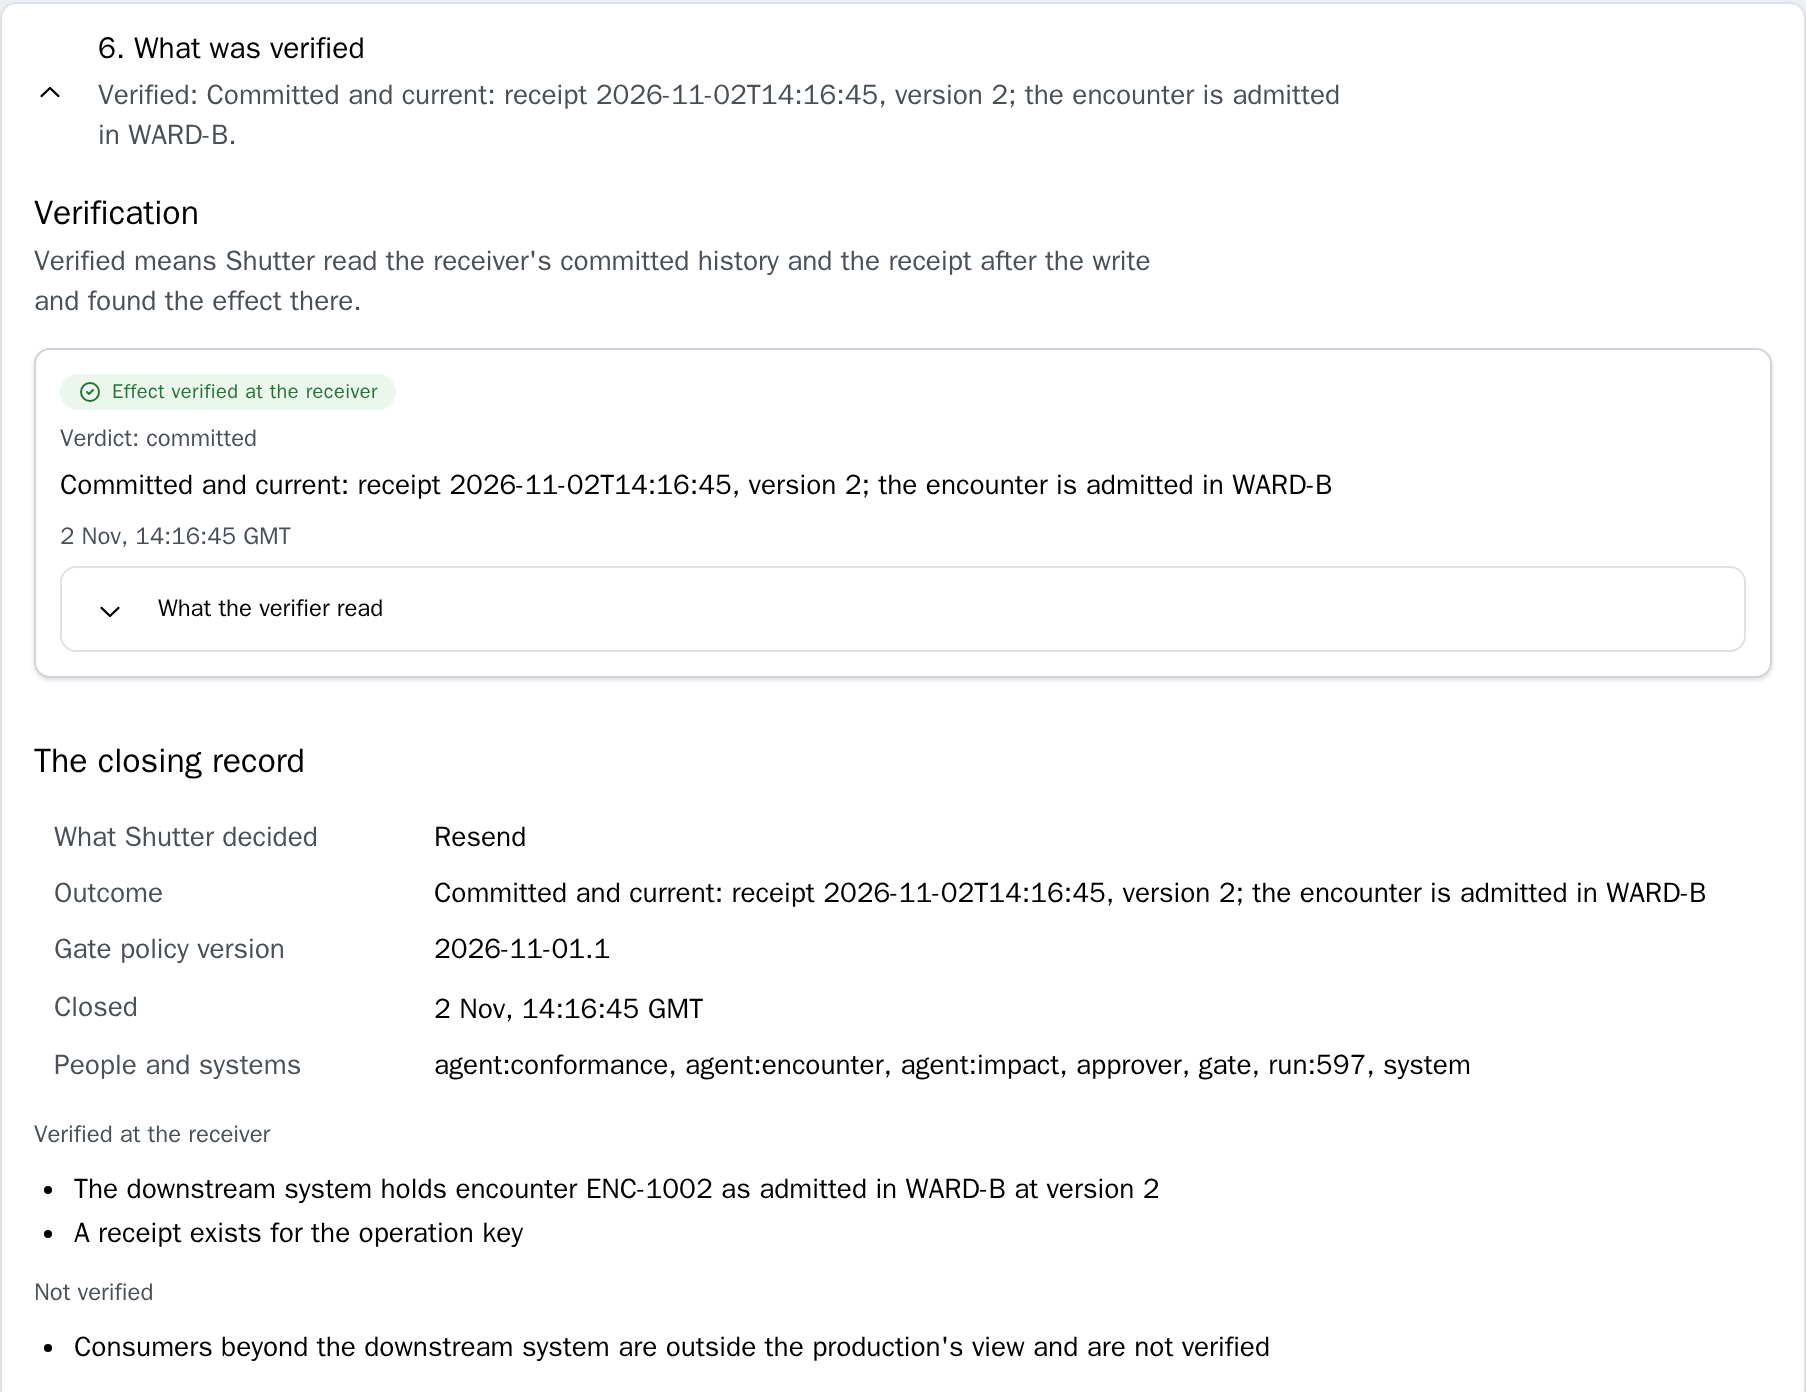 6. What was verified
Verified: Committed and current: receipt 2026-11-02T14:16:45, version 2; the encounter is admitted
in WARD-B.
Verification
Verified means Shutter read the receiver's committed history and the receipt after the write
and found the effect there.
Effect verified at the receiver
Verdict: committed
Committed and current: receipt 2026-11-02T14:16:45, version 2; the encounter is admitted in WARD-B
2 Nov, 14:16:45 GMT
What the verifier read
The closing record
What Shutter decided Resend
Outcome Committed and current: receipt 2026-11-02T14:16:45, version 2; the encounter is admitted in WARD-B
Gate policy version 2026-11-01.1
Closed 2 Nov, 14:16:45 GMT
People and systems agent:conformance, agent:encounter, agent:impact, approver, gate, run:597, system
Verified at the receiver
• The downstream system holds encounter ENC-1002 as admitted in WARD-B at version 2
• A receipt exists for the operation key
Not verified
• Consumers beyond the downstream system are outside the production's view and are not verified